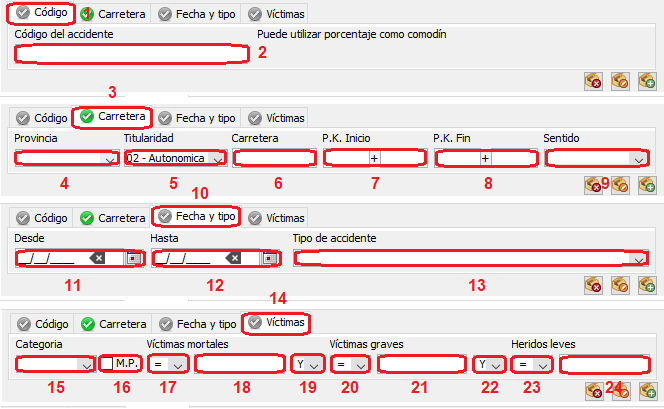 Código 1 Carretera Fecha y tipo Víctimas
Código del accidente Puede utilizar porcentaje como comodín
2
3
Código Carretera Fecha y tipo Víctimas
Provincia Titularidad Carretera P.K. Inicio P.K. Fin Sentido
02 - Autonomica + +
4 5 6 7 8 9
10
Código Carretera Fecha y tipo Víctimas
Desde Hasta Tipo de accidente
__/__/____ __/__/____
11 12 13
14
Código Carretera Fecha y tipo Víctimas
Categoria Víctimas mortales Víctimas graves Heridos leves
M.P. = Y = Y =
15 16 17 18 19 20 21 22 23 24